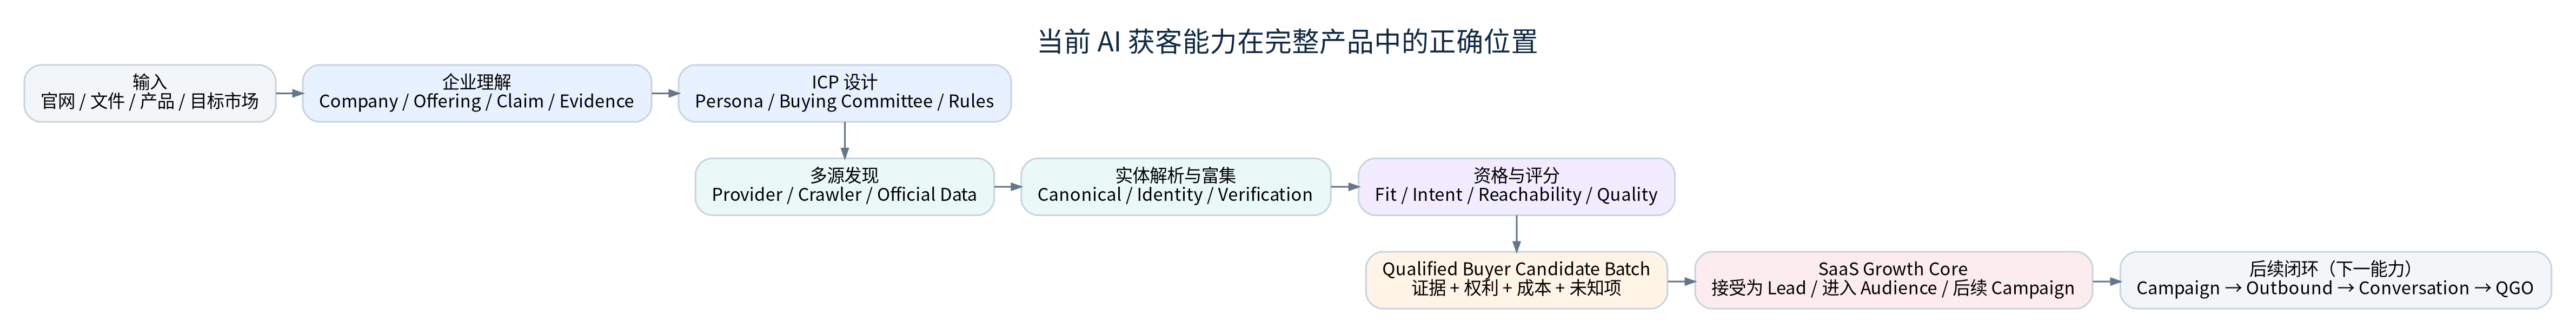 当前 AI 获客能力在完整产品中的正确位置
输入
官网 / 文件 / 产品 / 目标市场
企业理解
Company / Offering / Claim / Evidence
ICP 设计
Persona / Buying Committee / Rules
多源发现
Provider / Crawler / Official Data
实体解析与富集
Canonical / Identity / Verification
资格与评分
Fit / Intent / Reachability / Quality
Qualified Buyer Candidate Batch
证据 + 权利 + 成本 + 未知项
SaaS Growth Core
接受为 Lead / 进入 Audience / 后续 Campaign
后续闭环（下一能力）
Campaign → Outbound → Conversation → QGO